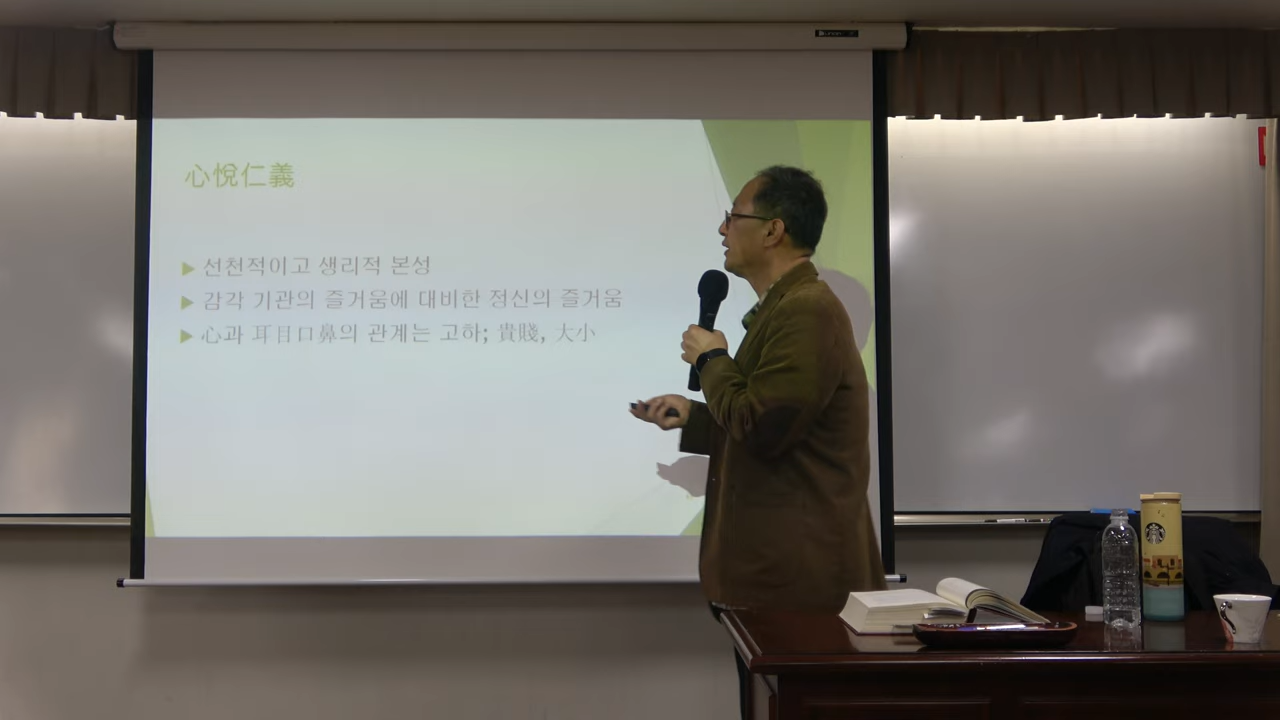 心悅仁義
선천적이고 생리적 본성
감각 기관의 즐거움에 대비한 정신의 즐거움
心과 耳目口鼻의 관계는 고하; 貴賤, 大小